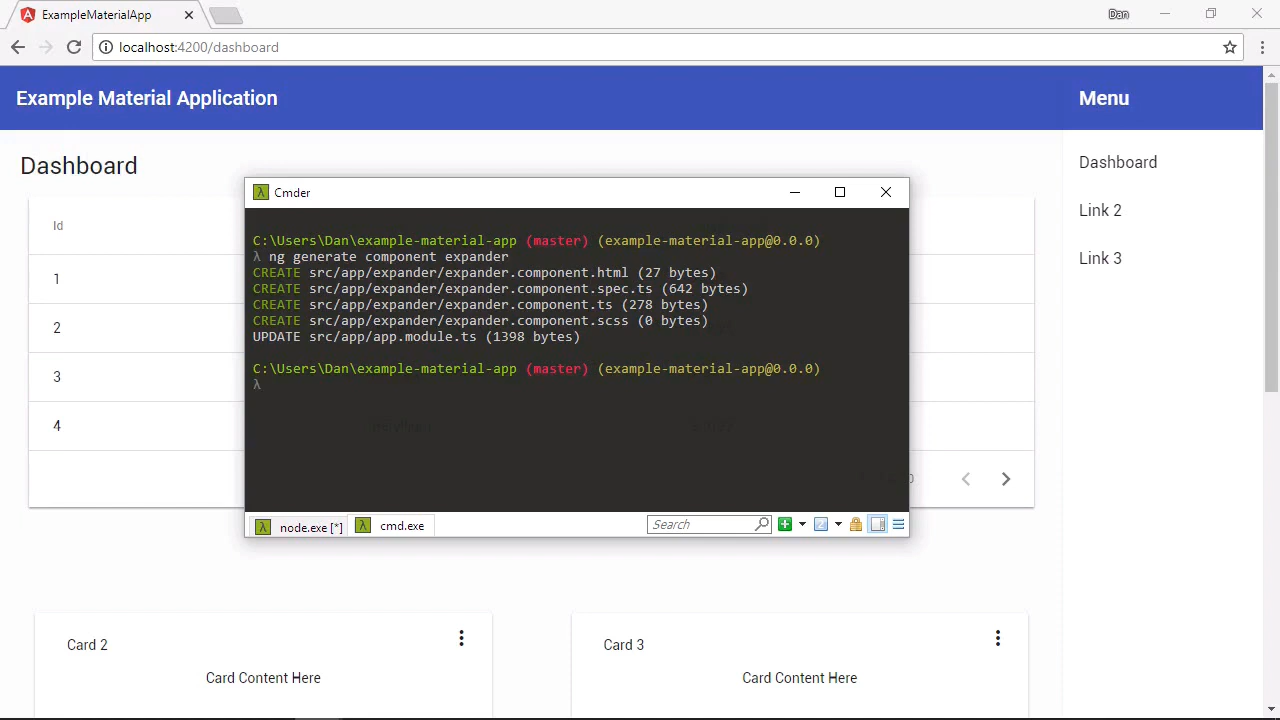 ExampleMaterialApp
Dan
localhost:4200/dashboard
Example Material Application
Menu
Dashboard
Dashboard
Link 2
Link 3
Id
1
2
3
4
Cmder
C:\Users\Dan\example-material-app (master) (example-material-app@0.0.0)
λ ng generate component expander
CREATE src/app/expander/expander.component.html (27 bytes)
CREATE src/app/expander/expander.component.spec.ts (642 bytes)
CREATE src/app/expander/expander.component.ts (278 bytes)
CREATE src/app/expander/expander.component.scss (0 bytes)
UPDATE src/app/app.module.ts (1398 bytes)
C:\Users\Dan\example-material-app (master) (example-material-app@0.0.0)
λ
node.exe [*]
cmd.exe
Search
Card 2
Card Content Here
Card 3
Card Content Here